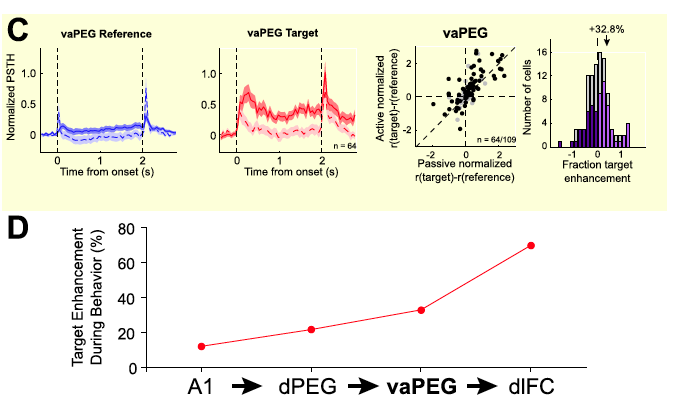 C
vaPEG Reference
Normalized PSTH
1.0
0.5
0
0
1
2
Time from onset (s)
vaPEG Target
1.0
0.5
0
n = 64
0
1
2
Time from onset (s)
vaPEG
Active normalized
r(target)-r(reference)
2
0
-2
n = 64/109
-2
0
2
Passive normalized
r(target)-r(reference)
+32.8%
Number of cells
16
12
8
4
0
-1
0
1
Fraction target
enhancement
D
Target Enhancement
During Behavior (%)
80
60
40
20
0
A1
dPEG
vaPEG
dlFC